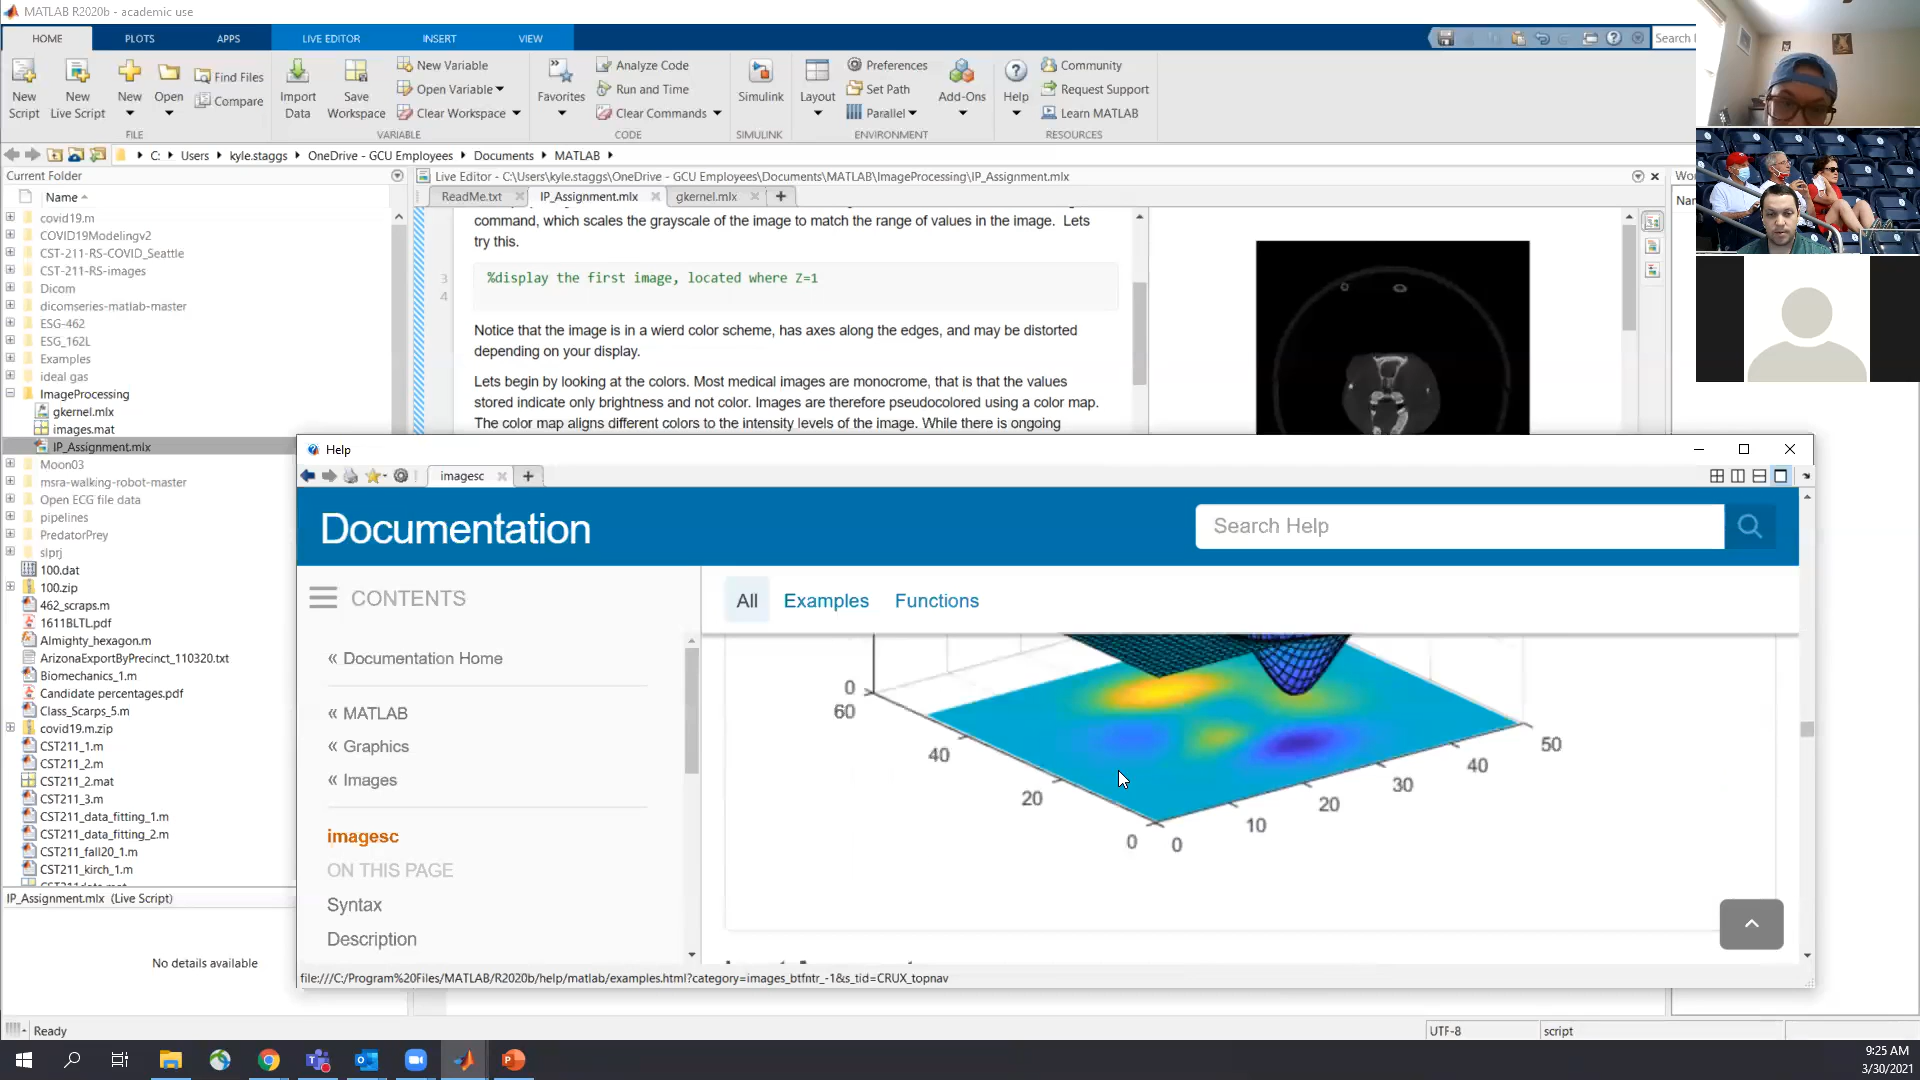 MATLAB R2020b - academic use
HOME PLOTS APPS LIVE EDITOR INSERT VIEW
Search
New Script
New Live Script
New
Open
Find Files
Compare
Import Data
Save Workspace
New Variable
Open Variable
Clear Workspace
Favorites
Analyze Code
Run and Time
Clear Commands
Simulink
Layout
Preferences
Set Path
Parallel
Add-Ons
Help
Community
Request Support
Learn MATLAB
FILE VARIABLE CODE SIMULINK ENVIRONMENT RESOURCES
C: Users kyle.staggs OneDrive - GCU Employees Documents MATLAB
Current Folder
Name
covid19.m
COVID19Modelingv2
CST-211-RS-COVID_Seattle
CST-211-RS-images
Dicom
dicomseries-matlab-master
ESG-462
ESG_162L
Examples
ideal gas
ImageProcessing
gkernel.mlx
images.mat
IP_Assignment.mlx
Moon03
msra-walking-robot-master
Open ECG file data
pipelines
PredatorPrey
slprj
100.dat
100.zip
462_scraps.m
1611BLTL.pdf
Almighty_hexagon.m
ArizonaExportByPrecinct_110320.txt
Biomechanics_1.m
Candidate percentages.pdf
Class_Scarps_5.m
covid19.m.zip
CST211_1.m
CST211_2.m
CST211_2.mat
CST211_3.m
CST211_data_fitting_1.m
CST211_data_fitting_2.m
CST211_fall20_1.m
CST211_kirch_1.m
IP_Assignment.mlx (Live Script)
No details available
Live Editor - C:\Users\kyle.staggs\OneDrive - GCU Employees\Documents\MATLAB\ImageProcessing\IP_Assignment.mlx
ReadMe.txt IP_Assignment.mlx gkernel.mlx
command, which scales the grayscale of the image to match the range of values in the image. Lets
try this.
3 %display the first image, located where Z=1
4
Notice that the image is in a wierd color scheme, has axes along the edges, and may be distorted
depending on your display.
Lets begin by looking at the colors. Most medical images are monocrome, that is that the values
stored indicate only brightness and not color. Images are therefore pseudocolored using a color map.
The color map aligns different colors to the intensity levels of the image. While there is ongoing
Help
imagesc
Documentation
Search Help
CONTENTS
All Examples Functions
« Documentation Home
« MATLAB
« Graphics
« Images
imagesc
ON THIS PAGE
Syntax
Description
0
60
40
20
0
0
10
20
30
40
50
file:///C:/Program%20Files/MATLAB/R2020b/help/matlab/examples.html?category=images_btfntr_-1&s_tid=CRUX_topnav
Ready
UTF-8
script
9:25 AM
3/30/2021